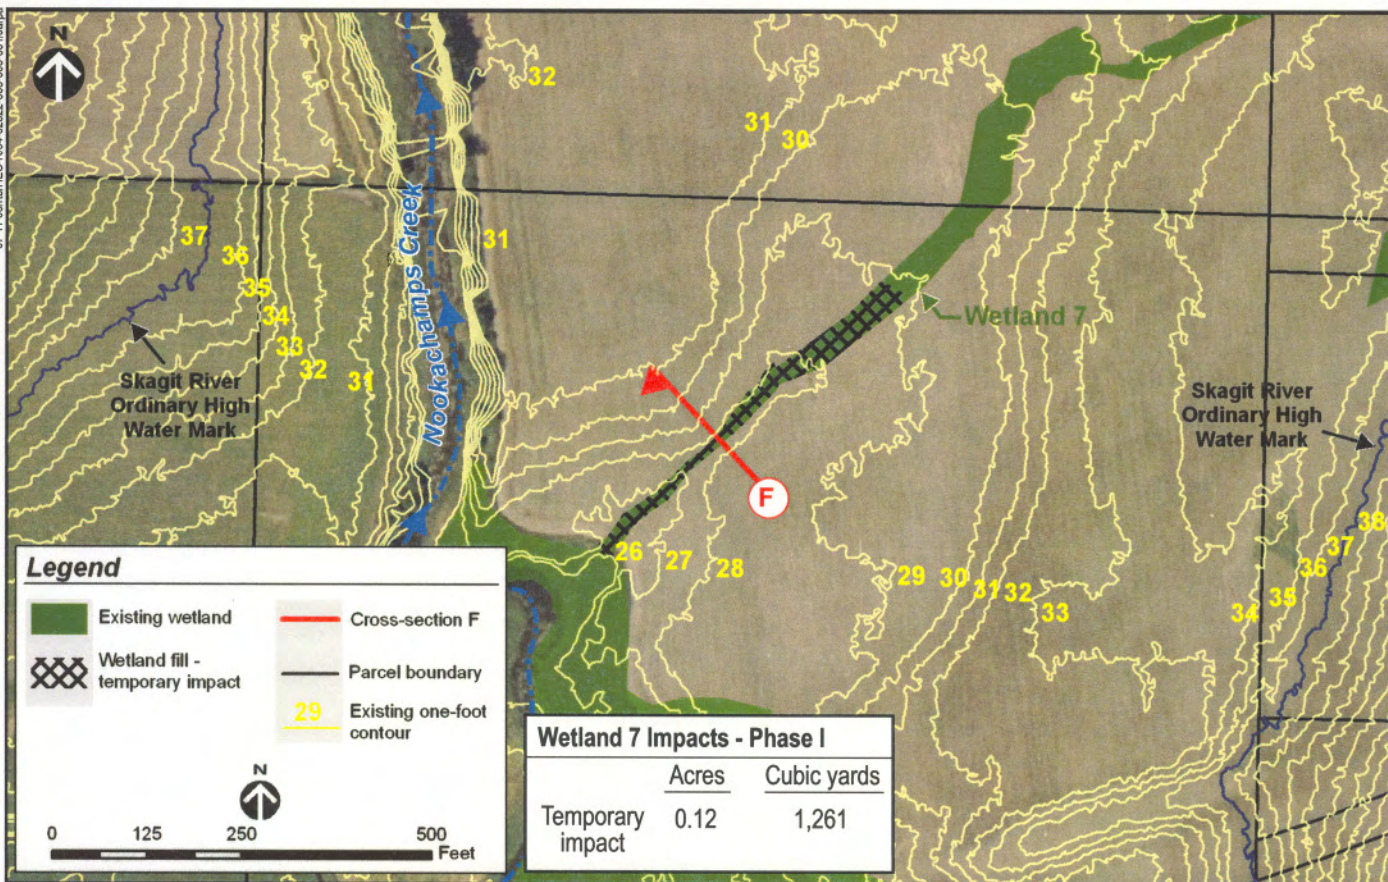 N
32
31
30
37
36
35
34
33
32
31
31
Nookachamps Creek
Wetland 7
Skagit River
Ordinary High
Water Mark
Skagit River
Ordinary High
Water Mark
F
26
27
28
29
30
31
32
33
34
35
36
37
38
Legend
Existing wetland
Wetland fill -
temporary impact
Cross-section F
Parcel boundary
29
Existing one-foot
contour
N
0 125 250 500
Feet
Wetland 7 Impacts - Phase I
Acres Cubic yards
Temporary 0.12 1,261
impact